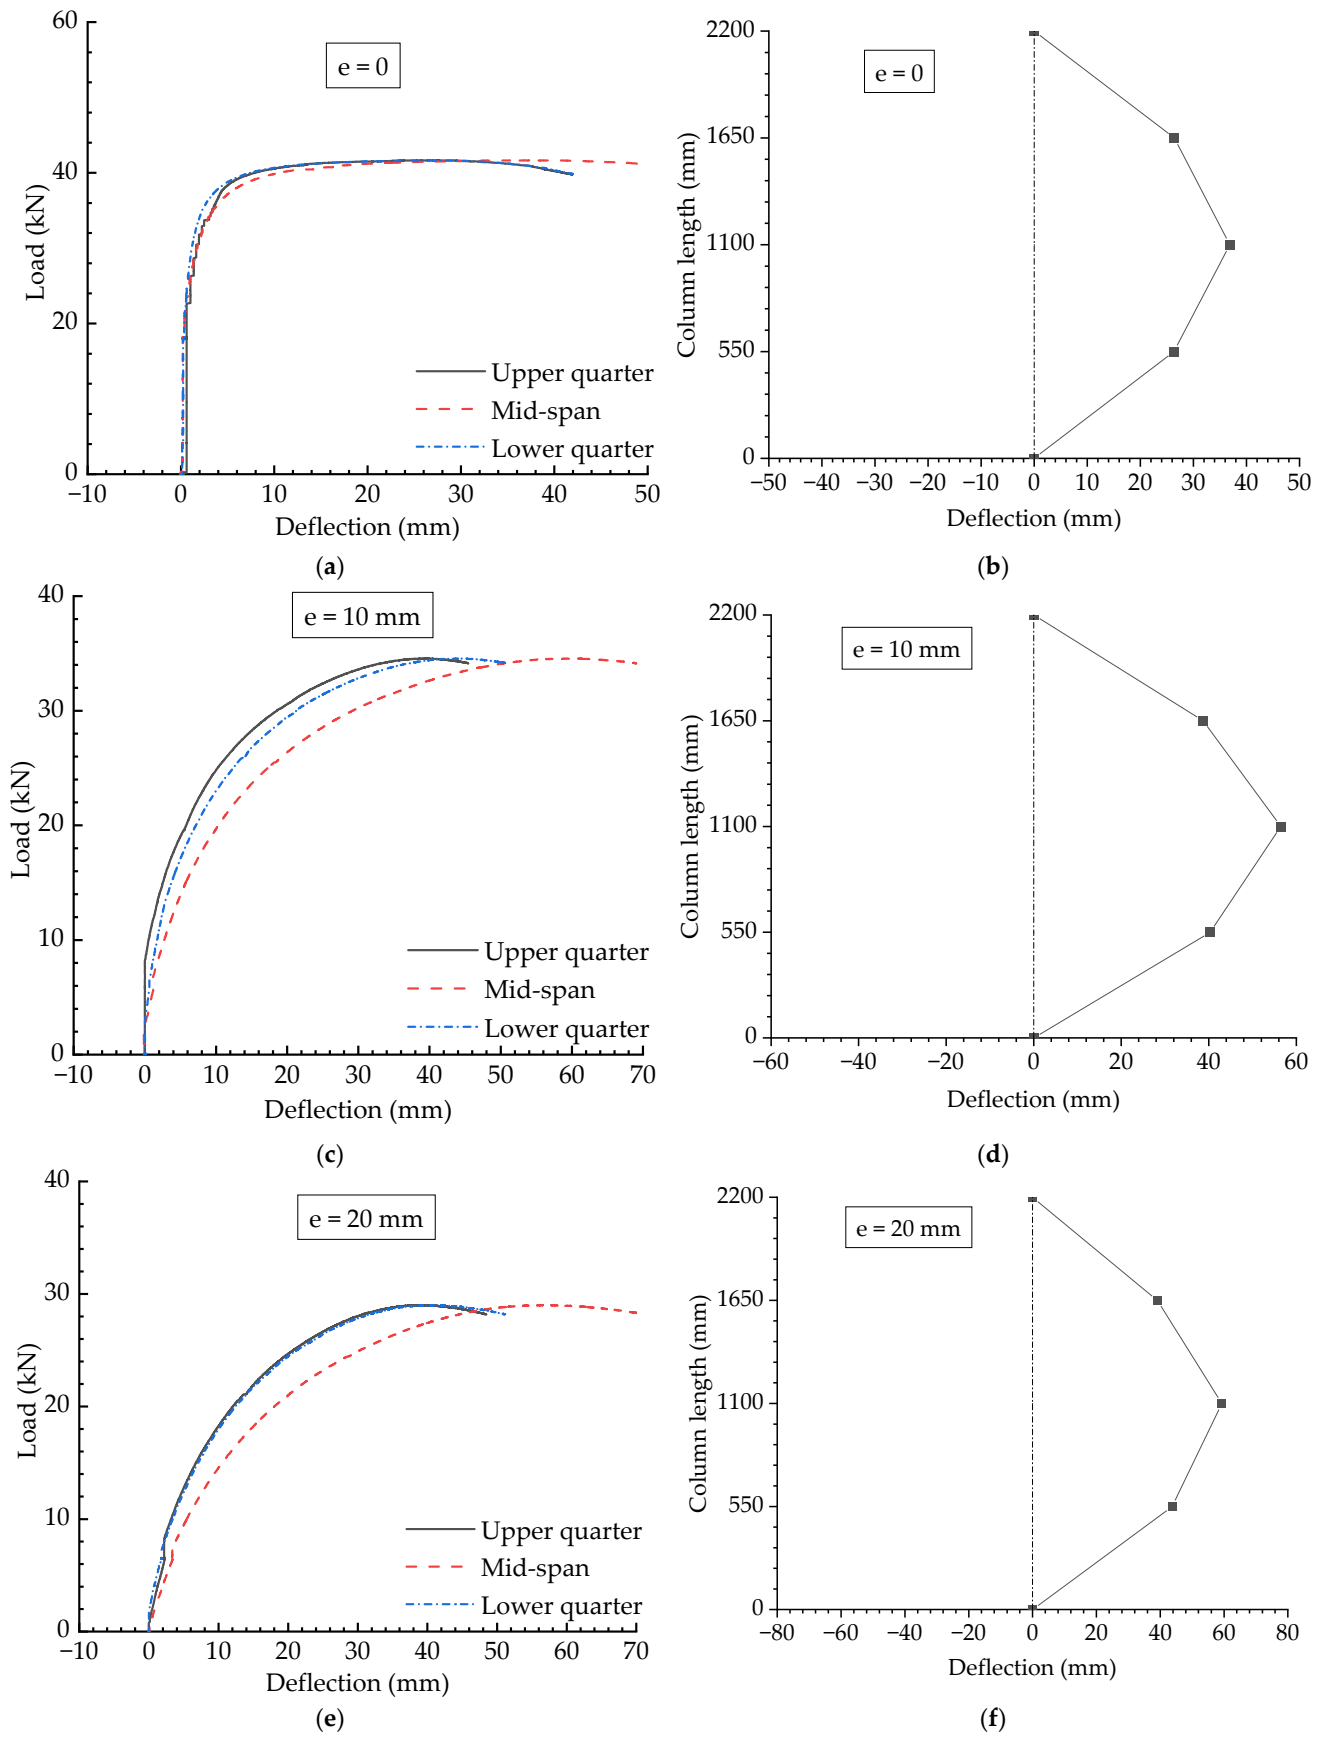 60
40
20
0
Load (kN)
e = 0
Upper quarter
Mid-span
Lower quarter
−10 0 10 20 30 40 50
Deflection (mm)
(a)
2200
1650
1100
550
0
Column length (mm)
e = 0
−50 −40 −30 −20 −10 0 10 20 30 40 50
Deflection (mm)
(b)
40
30
20
10
0
Load (kN)
e = 10 mm
Upper quarter
Mid-span
Lower quarter
−10 0 10 20 30 40 50 60 70
Deflection (mm)
(c)
2200
1650
1100
550
0
Column length (mm)
e = 10 mm
−60 −40 −20 0 20 40 60
Deflection (mm)
(d)
40
30
20
10
0
Load (kN)
e = 20 mm
Upper quarter
Mid-span
Lower quarter
−10 0 10 20 30 40 50 60 70
Deflection (mm)
(e)
2200
1650
1100
550
0
Column length (mm)
e = 20 mm
−80 −60 −40 −20 0 20 40 60 80
Deflection (mm)
(f)